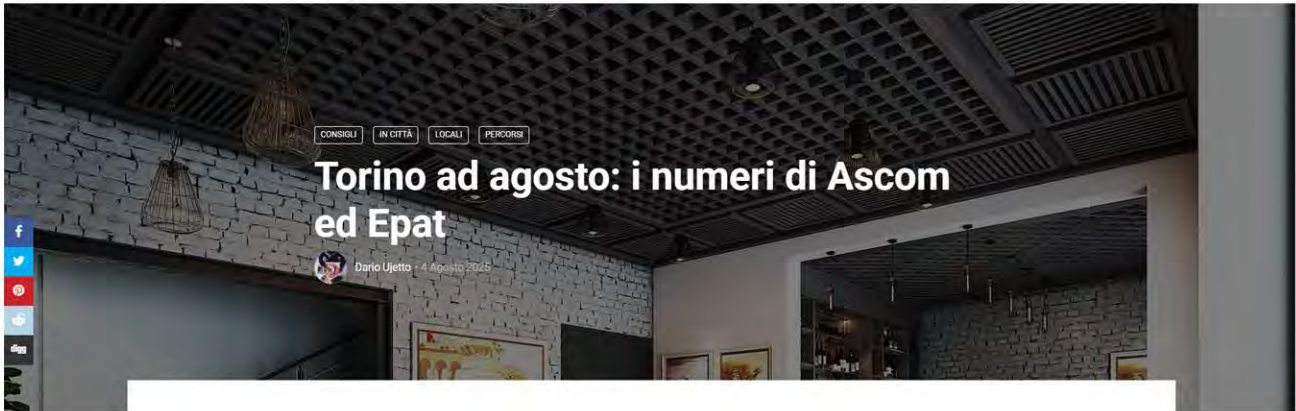 CONSIGLI IN CITTÀ LOCALI PERCORSI
Torino ad agosto: i numeri di Ascom
ed Epat
Dario Ujetto - 4 Agosto 2025
digg